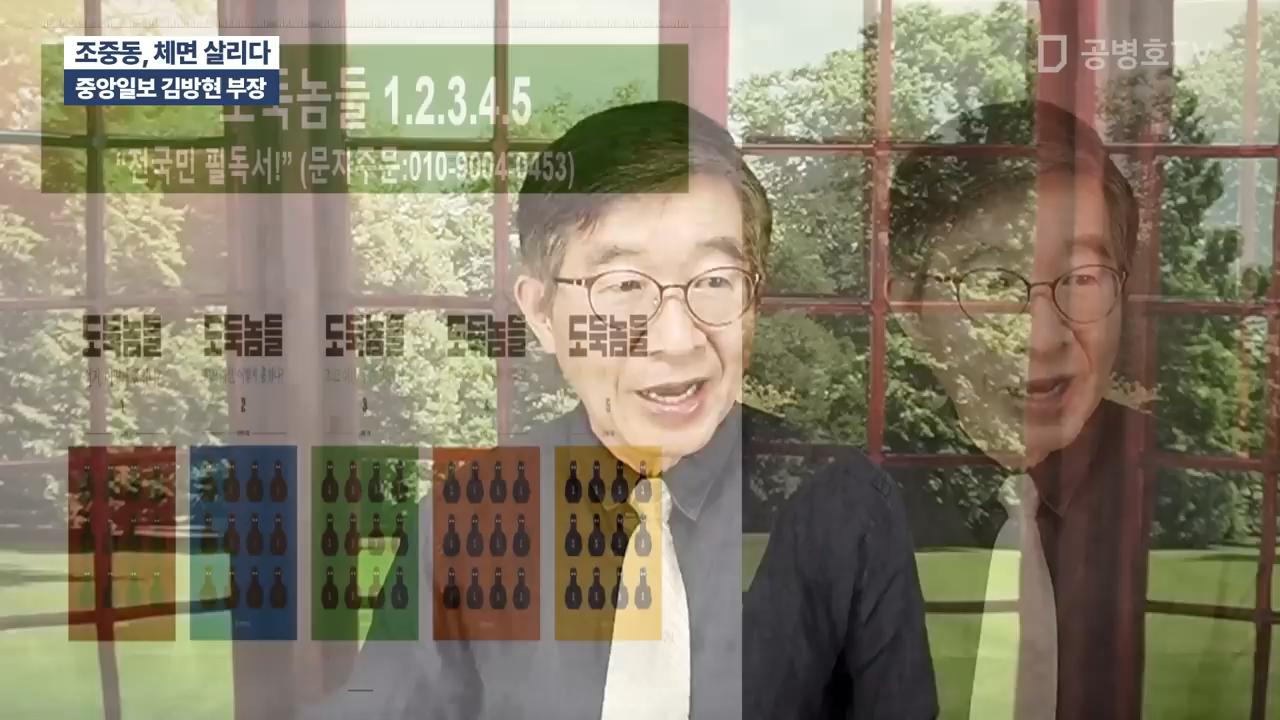 조중동, 체면 살리다
중앙일보 김방현 부장
공병호TV
도둑놈들 1.2.3.4.5
“전국민 필독서!” (문자주문:010-9004-0453)
도둑놈들 도둑놈들 도둑놈들 도둑놈들 도둑놈들
2 3 5